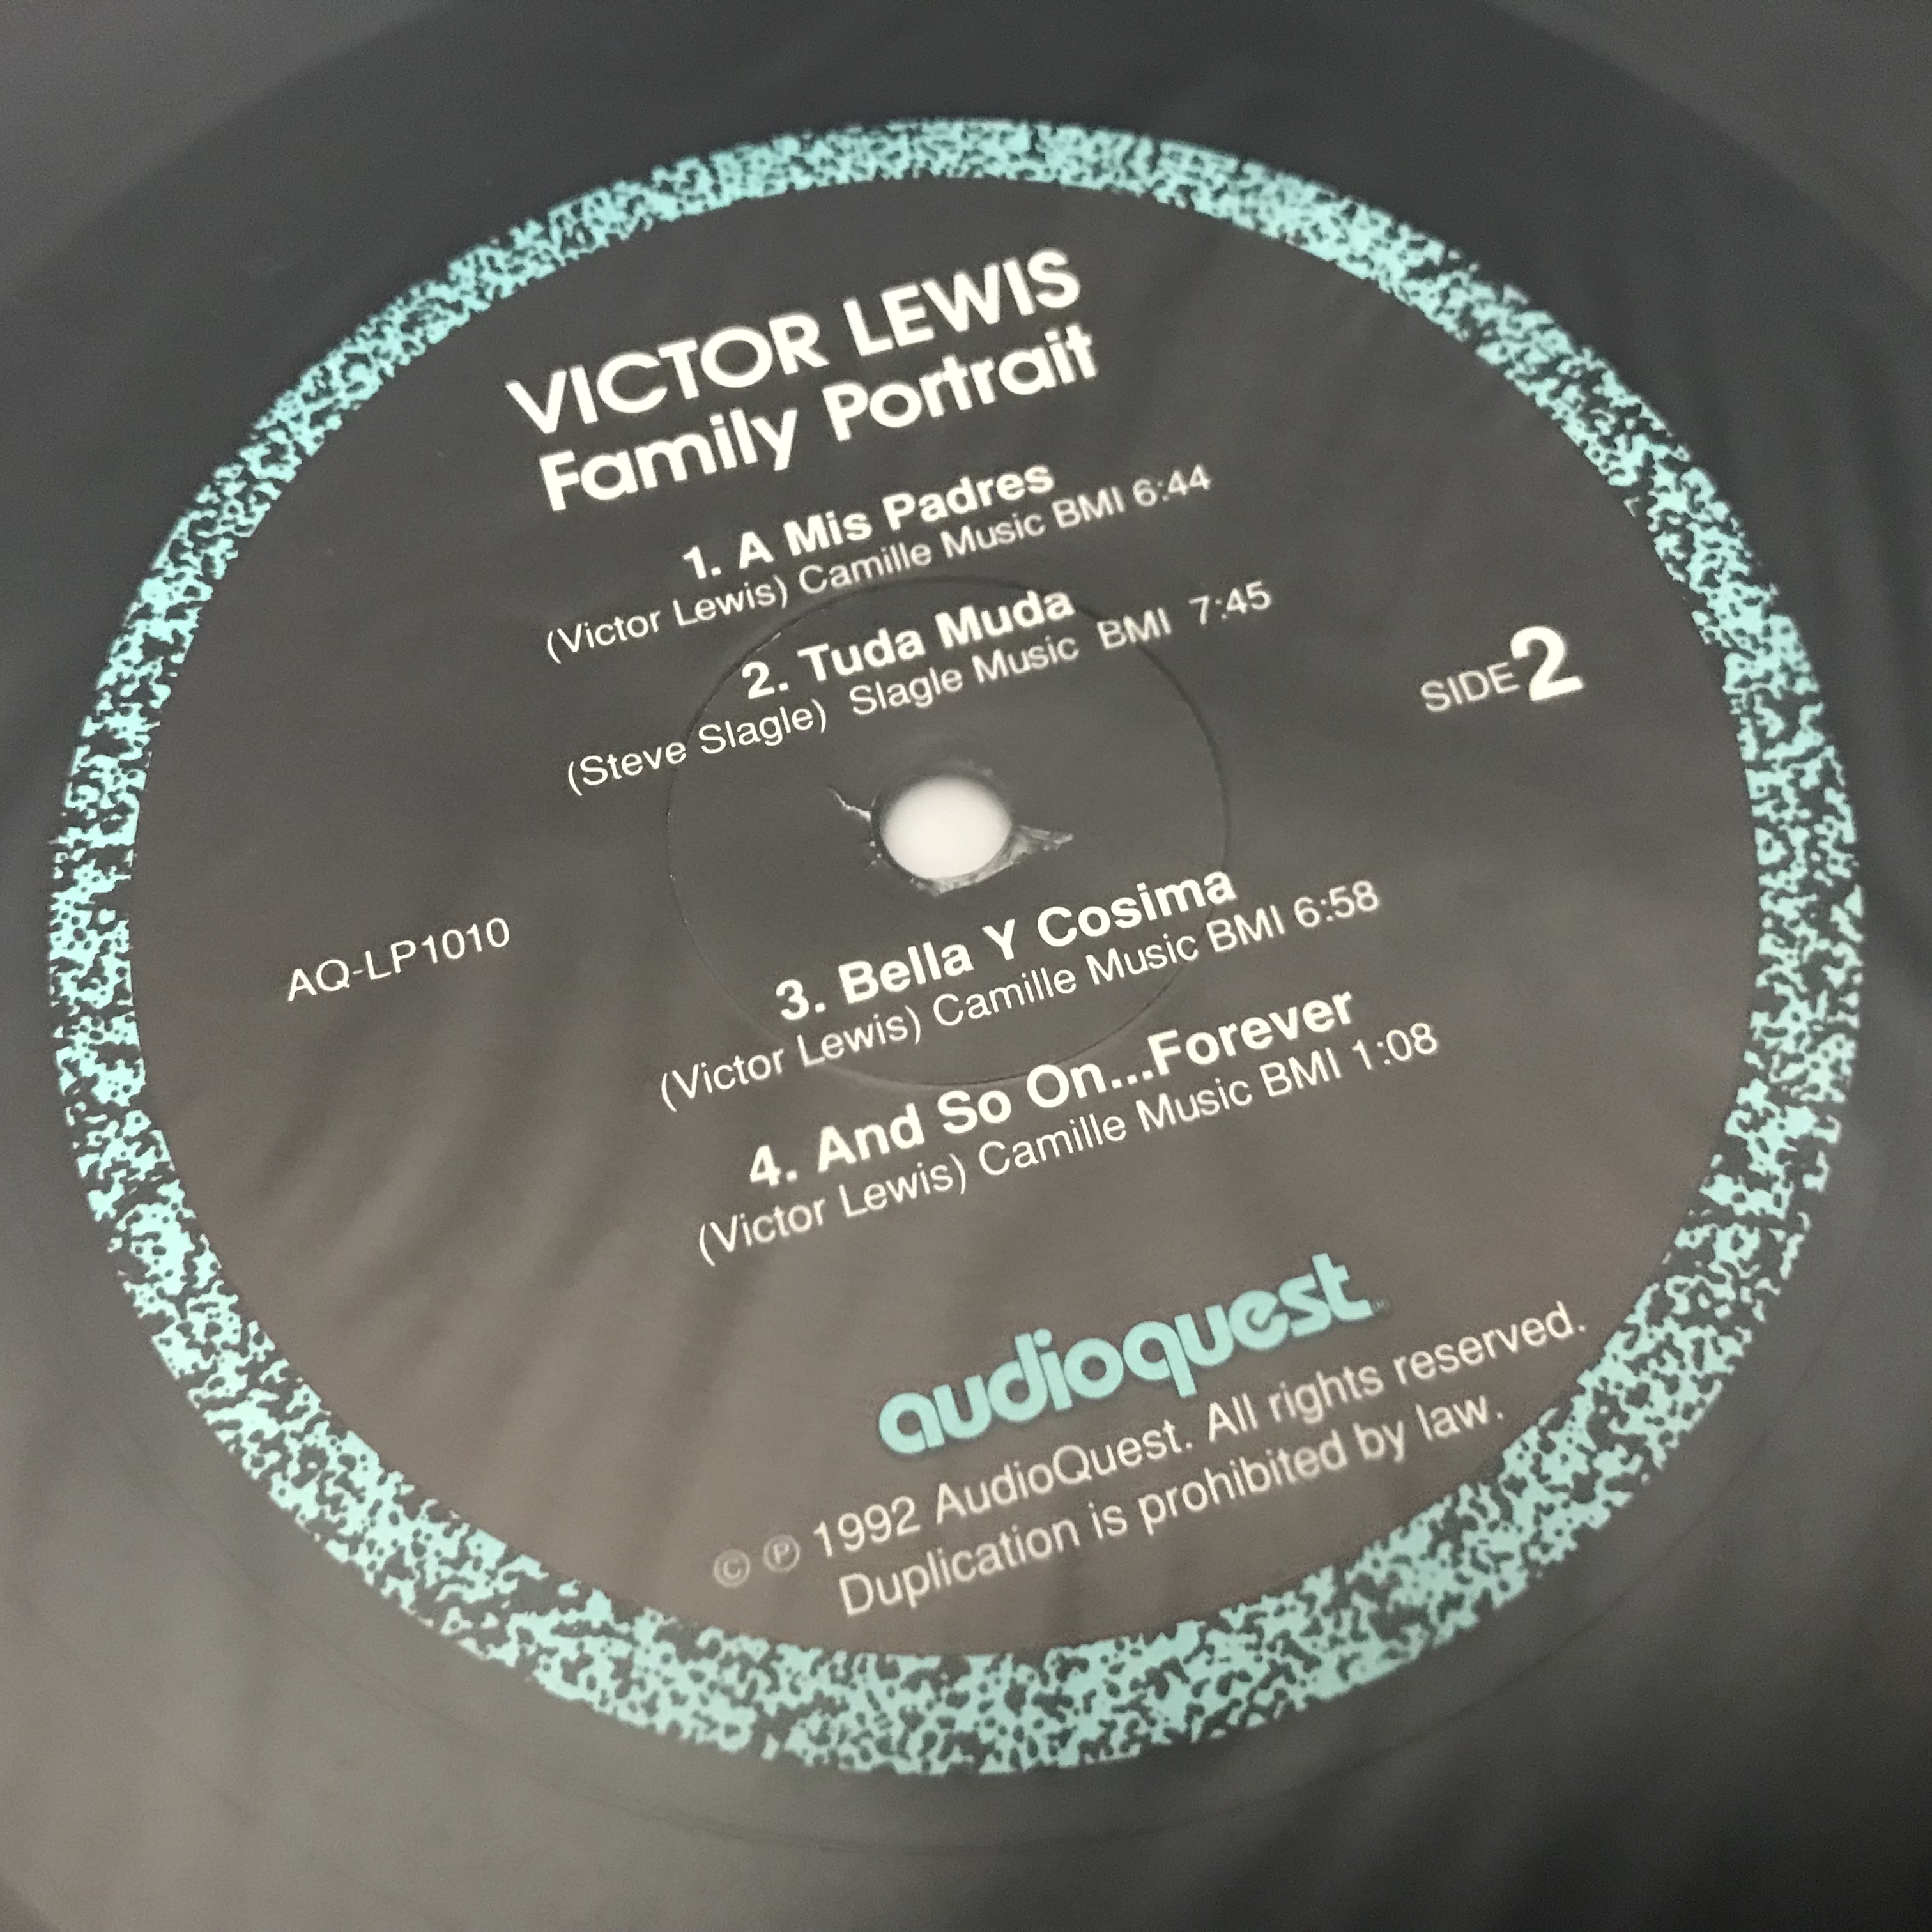 VICTOR LEWIS
Family Portrait
1. A Mis Padres
(Victor Lewis) Camille Music BMI 6:44
2. Tuda Muda
(Steve Slagle)  Slagle Music  BMI  7:45
SIDE 2
AQ-LP1010
3. Bella Y Cosima
(Victor Lewis) Camille Music BMI 6:58
4. And So On...Forever
(Victor Lewis) Camille Music BMI 1:08
audioquest®
© ℗ 1992 AudioQuest. All rights reserved.
Duplication is prohibited by law.